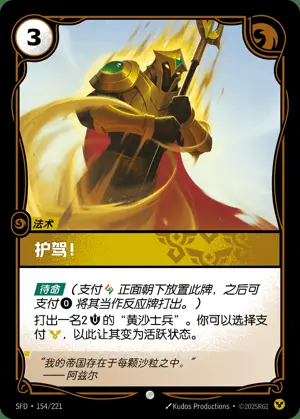 3
法术
护驾!
待命 (支付 正面朝下放置此牌,之后可
支付0 将其当作反应牌打出。)
打出一名2 的“黄沙士兵”。你可以选择支
付 ,以此让其变为活跃状态。
“我的帝国存在于每颗沙粒之中。”
——阿兹尔
SFD • 154/221
Kudos Productions • ©2025RGI